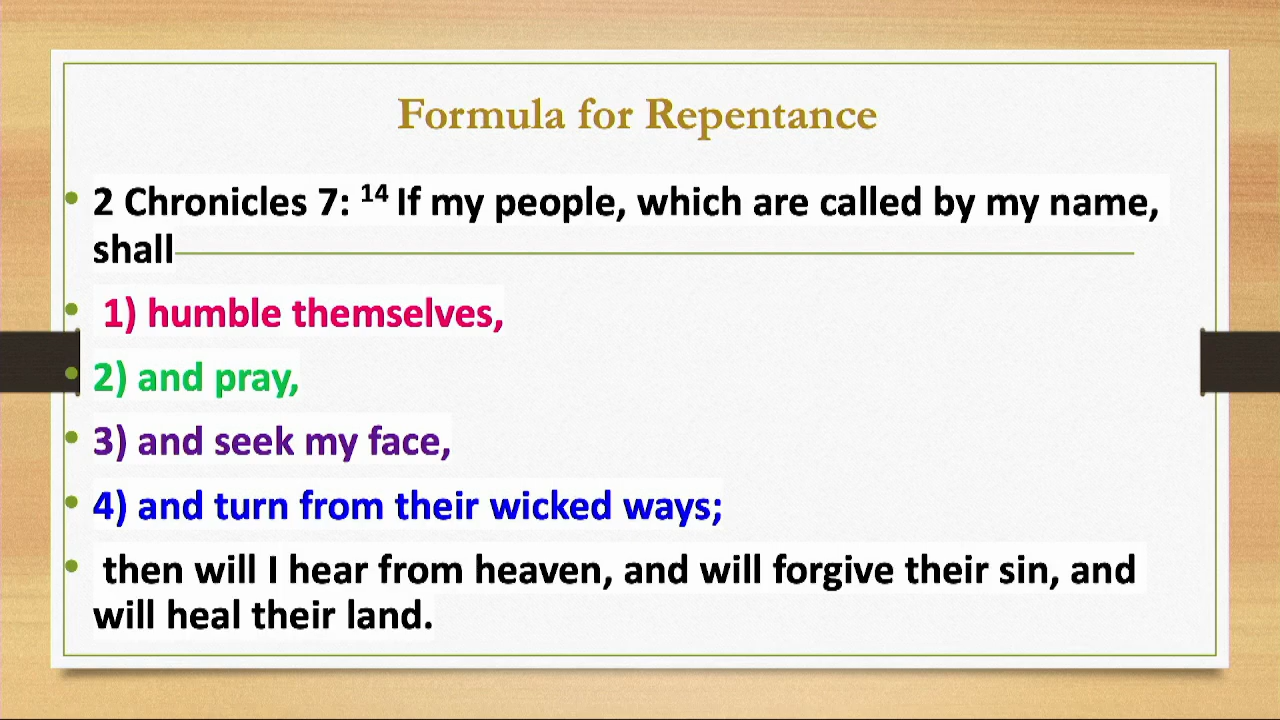 Formula for Repentance
• 2 Chronicles 7: 14 If my people, which are called by my name,
shall
• 1) humble themselves,
• 2) and pray,
• 3) and seek my face,
• 4) and turn from their wicked ways;
• then will I hear from heaven, and will forgive their sin, and
will heal their land.